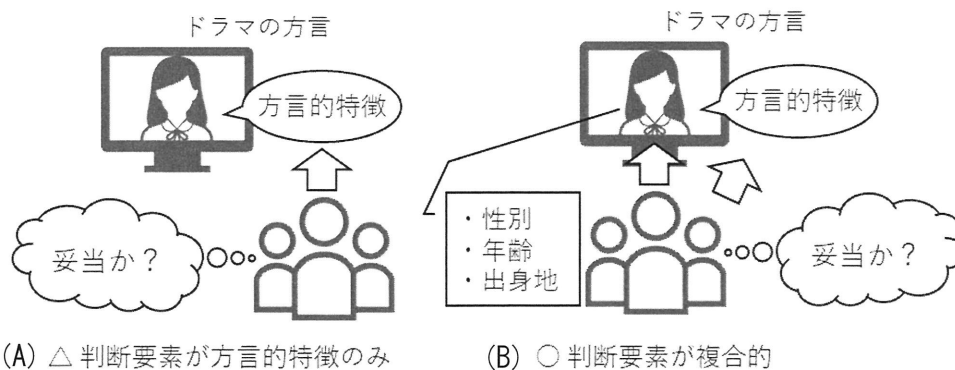 ドラマの方言
方言的特徴
妥当か？
(A) △ 判断要素が方言的特徴のみ
ドラマの方言
方言的特徴
・性別
・年齢
・出身地
妥当か？
(B) ○ 判断要素が複合的